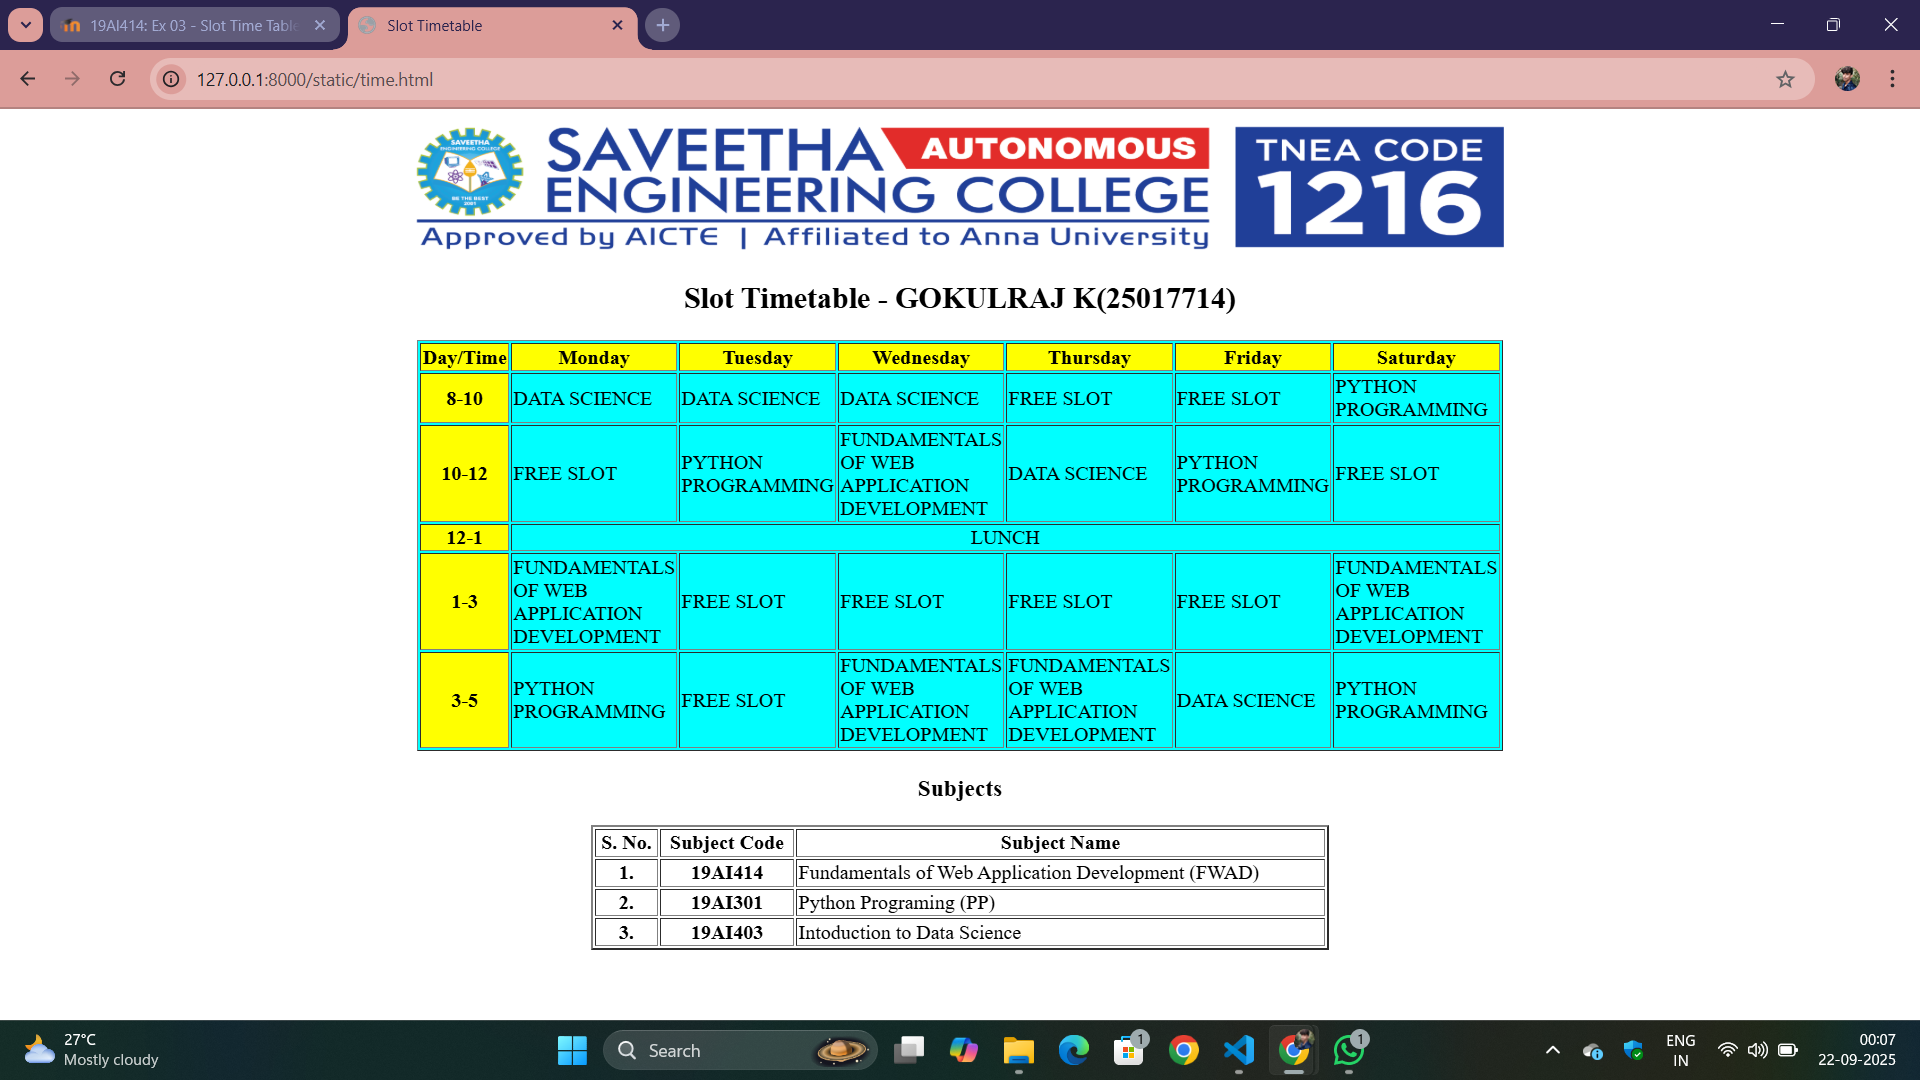 19AI414: Ex 03 - Slot Time Table
Slot Timetable
127.0.0.1:8000/static/time.html
SAVEETHA
ENGINEERING COLLEGE
BE THE BEST
2001
SAVEETHA AUTONOMOUS
ENGINEERING COLLEGE
Approved by AICTE | Affiliated to Anna University
TNEA CODE
1216
Slot Timetable - GOKULRAJ K(25017714)
Day/Time Monday Tuesday Wednesday Thursday Friday Saturday
8-10 DATA SCIENCE DATA SCIENCE DATA SCIENCE FREE SLOT FREE SLOT PYTHON PROGRAMMING
10-12 FREE SLOT PYTHON PROGRAMMING FUNDAMENTALS OF WEB APPLICATION DEVELOPMENT DATA SCIENCE PYTHON PROGRAMMING FREE SLOT
12-1 LUNCH
1-3 FUNDAMENTALS OF WEB APPLICATION DEVELOPMENT FREE SLOT FREE SLOT FREE SLOT FREE SLOT FUNDAMENTALS OF WEB APPLICATION DEVELOPMENT
3-5 PYTHON PROGRAMMING FREE SLOT FUNDAMENTALS OF WEB APPLICATION DEVELOPMENT FUNDAMENTALS OF WEB APPLICATION DEVELOPMENT DATA SCIENCE PYTHON PROGRAMMING
Subjects
S. No. Subject Code Subject Name
1. 19AI414 Fundamentals of Web Application Development (FWAD)
2. 19AI301 Python Programing (PP)
3. 19AI403 Intoduction to Data Science
27°C
Mostly cloudy
Search
1
1
ENG
IN
00:07
22-09-2025